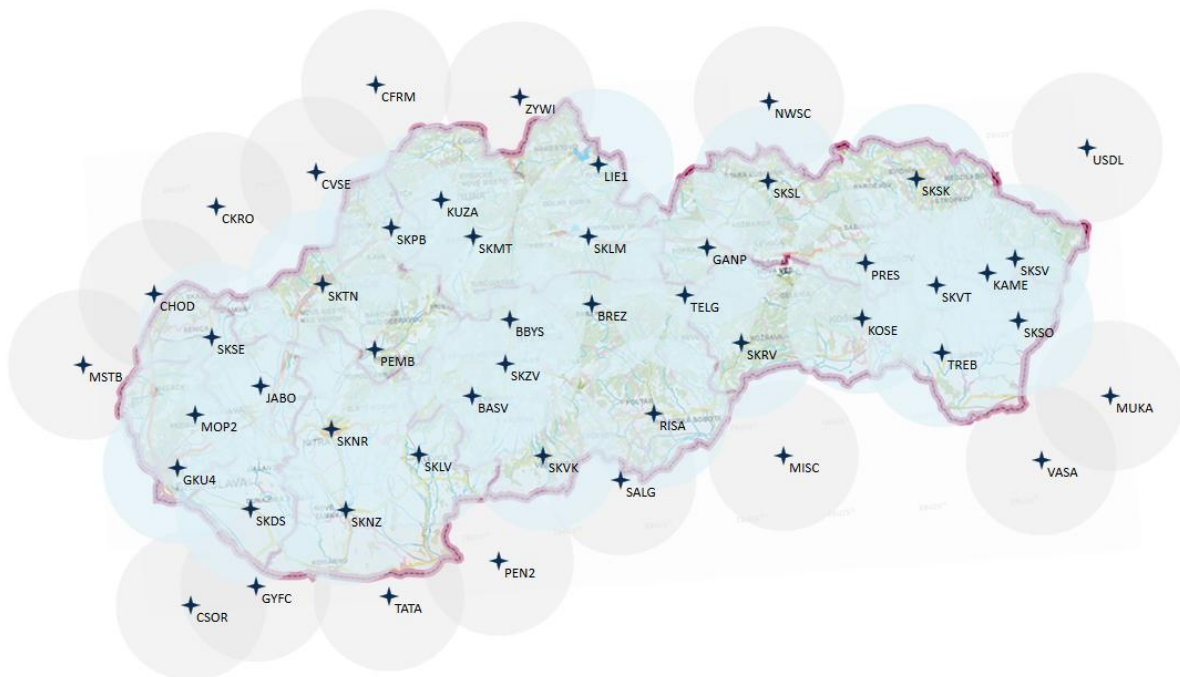 CFRM
ZYWI
NWSC
USDL
CVSE
LIE1
SKSL
SKSK
CKRO
KUZA
SKPB
SKMT
SKLM
GANP
PRES
SKSV
KAME
CHOD
SKTN
TELG
SKVT
BREZ
BBYS
KOSE
SKSO
SKSE
SKRV
TREB
PEMB
SKZV
MSTB
JABO
BASV
MUKA
MOP2
RISA
SKNR
SKLV
SKVK
MISC
VASA
GKU4
SALG
SKDS
SKNZ
PEN2
GYFC
TATA
CSOR